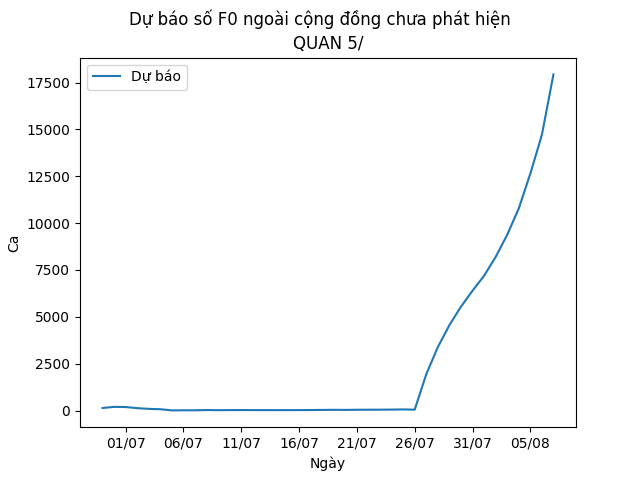 Dự báo số F0 ngoài cộng đồng chưa phát hiện
QUAN 5/
Dự báo
17500
15000
12500
10000
7500
5000
2500
0
Ca
01/07 06/07 11/07 16/07 21/07 26/07 31/07 05/08
Ngày